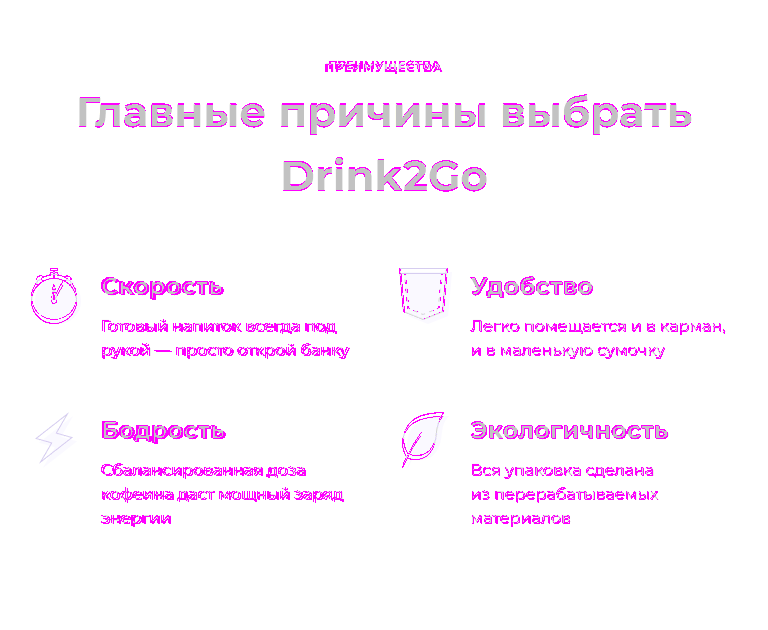 ПРЕИМУЩЕСТВА
Главные причины выбрать
Drink2Go
Скорость
Готовый напиток всегда под
рукой — просто открой банку
Удобство
Легко помещается и в карман,
и в маленькую сумочку
Бодрость
Сбалансированная доза
кофеина даст мощный заряд
энергии
Экологичность
Вся упаковка сделана
из перерабатываемых
материалов